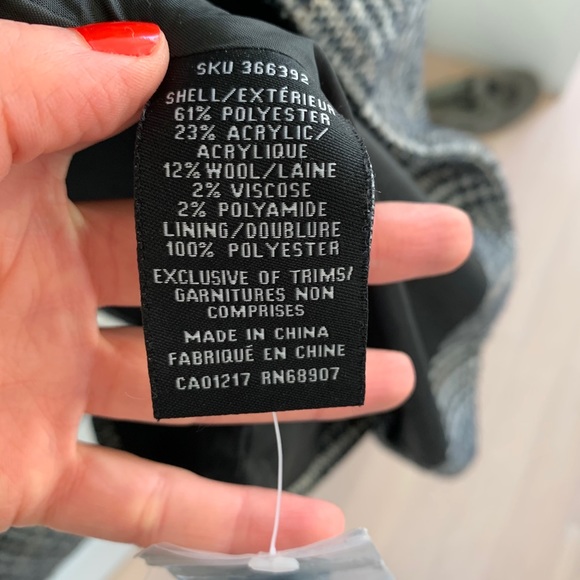 SKU 366392
SHELL/EXTÉRIEUR
61% POLYESTER
23% ACRYLIC/
ACRYLIQUE
12% WOOL/LAINE
2% VISCOSE
2% POLYAMIDE
LINING/DOUBLURE
100% POLYESTER
EXCLUSIVE OF TRIMS/
GARNITURES NON
COMPRISES
MADE IN CHINA
FABRIQUÉ EN CHINE
CA01217 RN68907